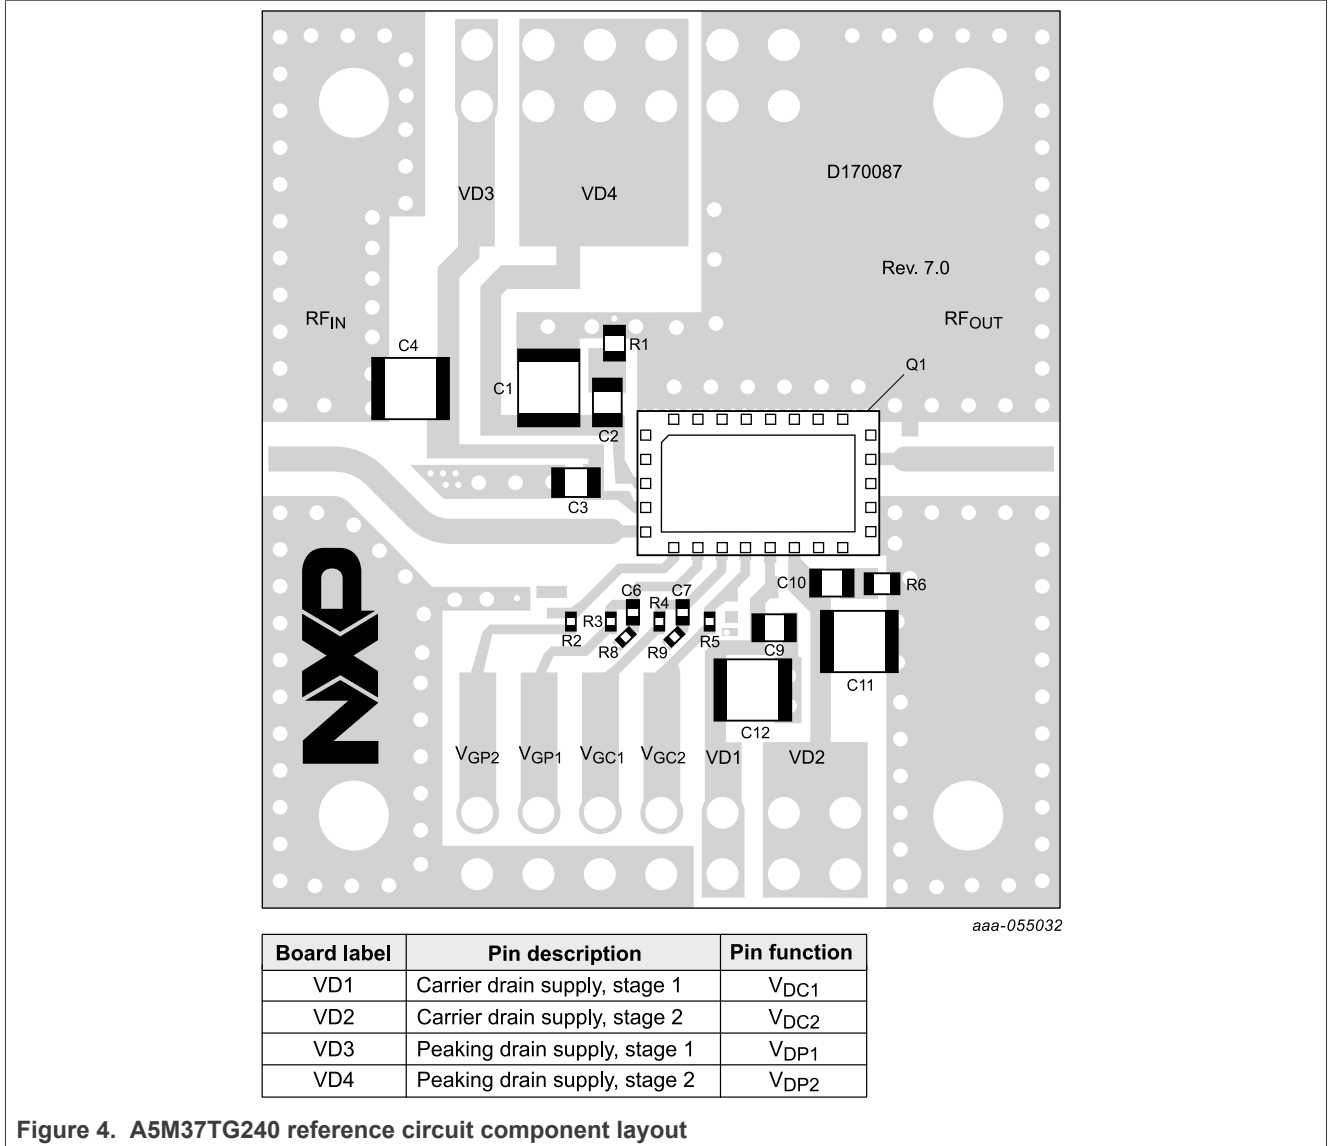 D170087
VD3
VD4
Rev. 7.0
RFIN
RFOUT
C4
R1
Q1
C1
C2
C3
C10
R6
C6
C7
R4
R3
R2
R5
R8
R9
C9
C11
C12
NXP
VGP2
VGP1
VGC1
VGC2
VD1
VD2
aaa-055032
Board label Pin description Pin function
VD1 Carrier drain supply, stage 1 VDC1
VD2 Carrier drain supply, stage 2 VDC2
VD3 Peaking drain supply, stage 1 VDP1
VD4 Peaking drain supply, stage 2 VDP2
Figure 4. A5M37TG240 reference circuit component layout